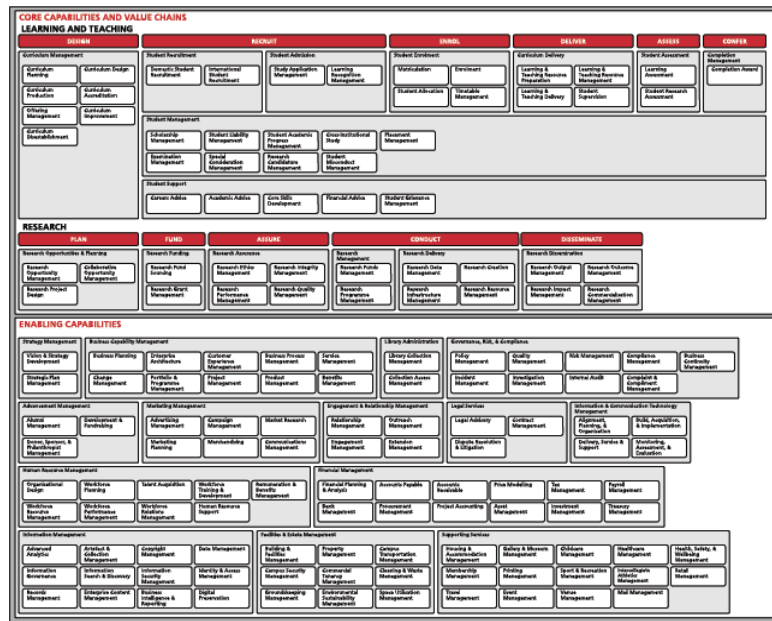 CORE CAPABILITIES AND VALUE CHAINS
LEARNING AND TEACHING
DESIGN RECRUIT ENROL DELIVER ASSESS CONFER
Curriculum Management
Curriculum Planning
Curriculum Design
Curriculum Production
Curriculum Accreditation
Offering Management
Curriculum Improvement
Curriculum Disestablishment
Student Recruitment
Domestic Student Recruitment
International Student Recruitment
Student Admission
Study Application Management
Learning Recognition Management
Student Enrolment
Matriculation
Enrolment
Student Allocation
Timetable Management
Curriculum Delivery
Learning & Teaching Resource Preparation
Learning & Teaching Resource Management
Learning & Teaching Delivery
Student Supervision
Student Assessment
Learning Assessment
Student Research Assessment
Completion Management
Completion Award
Student Management
Scholarship Management
Student Liability Management
Student Academic Progress Management
Cross-Institutional Study
Placement Management
Examination Management
Special Consideration Management
Research Candidature Management
Student Misconduct Management
Student Support
Careers Advice
Academic Advice
Core Skills Development
Financial Advice
Student Grievance Management
RESEARCH
PLAN FUND ASSURE CONDUCT DISSEMINATE
Research Opportunities & Planning
Research Opportunity Management
Collaborative Opportunity Management
Research Project Design
Research Funding
Research Fund Sourcing
Research Grant Management
Research Assurance
Research Ethics Management
Research Integrity Management
Research Performance Management
Research Quality Management
Research Management
Research Funds Management
Research Programme Management
Research Delivery
Research Data Management
Research Creation
Research Infrastructure Management
Research Resource Management
Research Dissemination
Research Output Management
Research Outcome Management
Research Impact Management
Research Commercialisation Management
ENABLING CAPABILITIES
Strategy Management
Vision & Strategy Development
Strategic Plan Management
Business Capability Management
Business Planning
Enterprise Architecture
Customer Experience Management
Business Process Management
Service Management
Change Management
Portfolio & Programme Management
Project Management
Product Management
Benefits Management
Library Administration
Library Collection Management
Collection Access Management
Governance, Risk, & Compliance
Policy Management
Quality Management
Risk Management
Compliance Management
Business Continuity Management
Incident Management
Investigation Management
Internal Audit
Complaint & Compliment Management
Advancement Management
Alumni Management
Development & Fundraising
Donor, Sponsor, & Philanthropist Management
Marketing Management
Advertising Management
Campaign Management
Market Research
Marketing Planning
Merchandising
Communications Management
Engagement & Relationship Management
Relationship Management
Outreach Management
Engagement Management
Extension Management
Legal Services
Legal Advisory
Contract Management
Dispute Resolution & Litigation
Information & Communication Technology Management
Alignment, Planning, & Organisation
Build, Acquisition, & Implementation
Delivery, Service & Support
Monitoring, Assessment, & Evaluation
Human Resource Management
Organisational Design
Workforce Planning
Talent Acquisition
Workforce Training & Development
Remuneration & Benefits Management
Workforce Resource Management
Workforce Performance Management
Workforce Relations Management
Human Resource Support
Financial Management
Financial Planning & Analysis
Accounts Payable
Accounts Receivable
Price Modelling
Tax Management
Payroll Management
Bank Management
Procurement Management
Project Accounting
Asset Management
Investment Management
Treasury Management
Information Management
Advanced Analytics
Artefact & Collection Management
Copyright Management
Data Management
Information Governance
Information Search & Discovery
Information Security Management
Identity & Access Management
Records Management
Enterprise Content Management
Business Intelligence & Reporting
Digital Preservation
Facilities & Estate Management
Building & Facilities Management
Property Management
Campus Transportation Management
Campus Security Management
Commercial Tenancy Management
Cleaning & Waste Management
Groundskeeping Management
Environmental Sustainability Management
Space Utilization Management
Supporting Services
Housing & Accommodation Management
Gallery & Museum Management
Childcare Management
Healthcare Management
Health, Safety, & Wellbeing Management
Membership Management
Printing Management
Sport & Recreation Management
Intercollegiate Athletics Management
Retail Management
Travel Management
Event Management
Venue Management
Mail Management